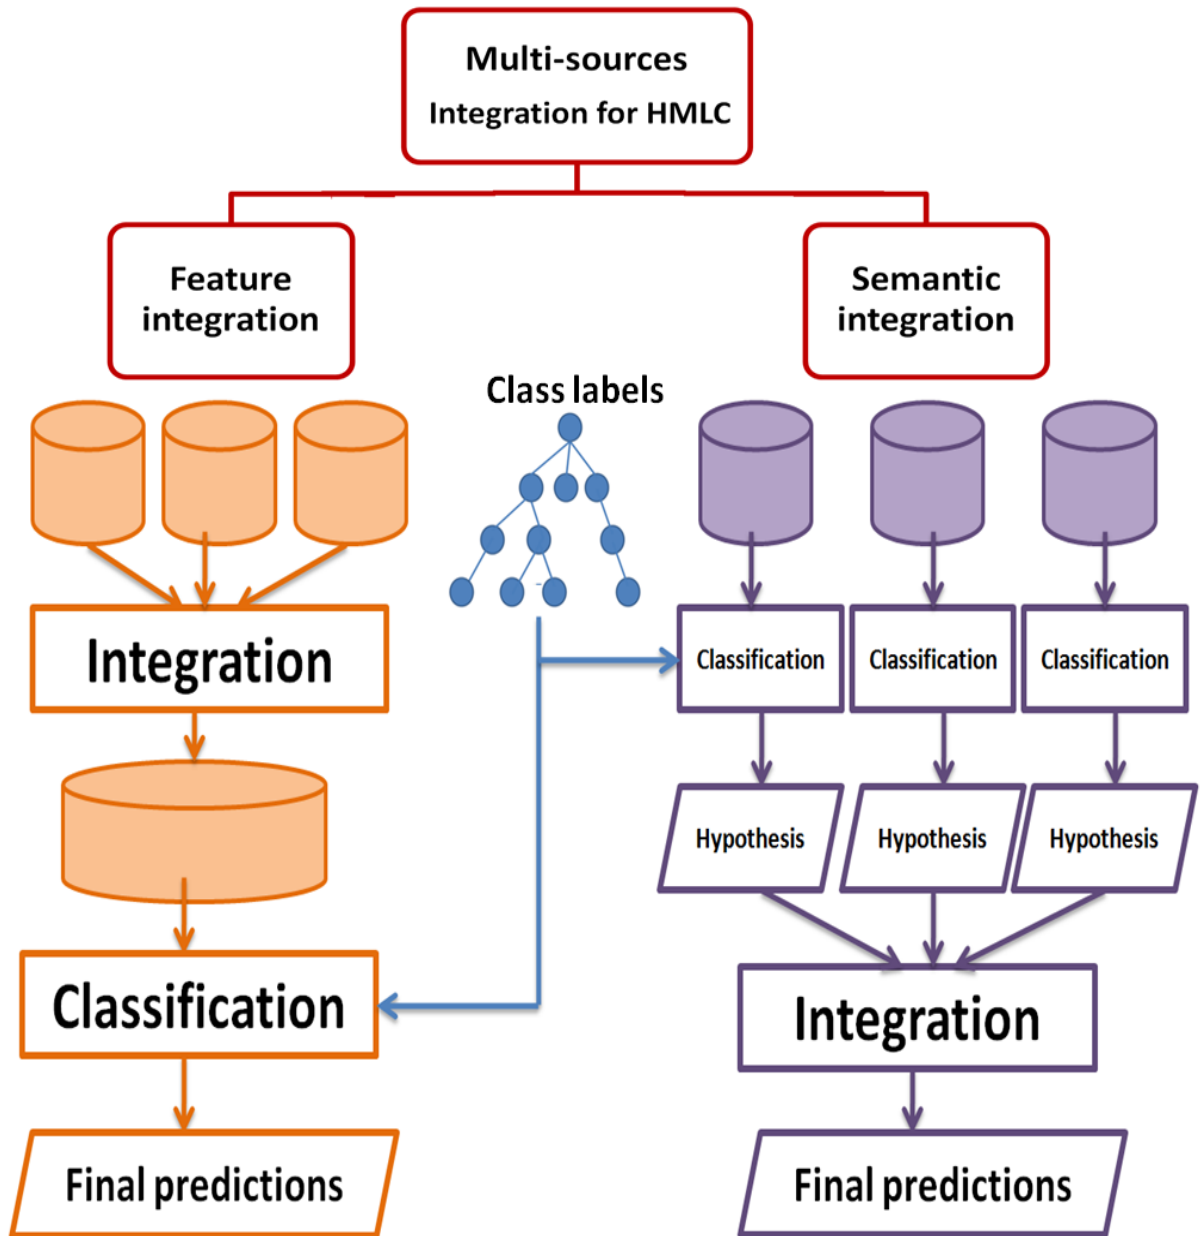 Multi-sources
Integration for HMLC
Feature
integration
Semantic
integration
Class labels
Integration
Classification
Final predictions
Classification
Classification
Classification
Hypothesis
Hypothesis
Hypothesis
Integration
Final predictions